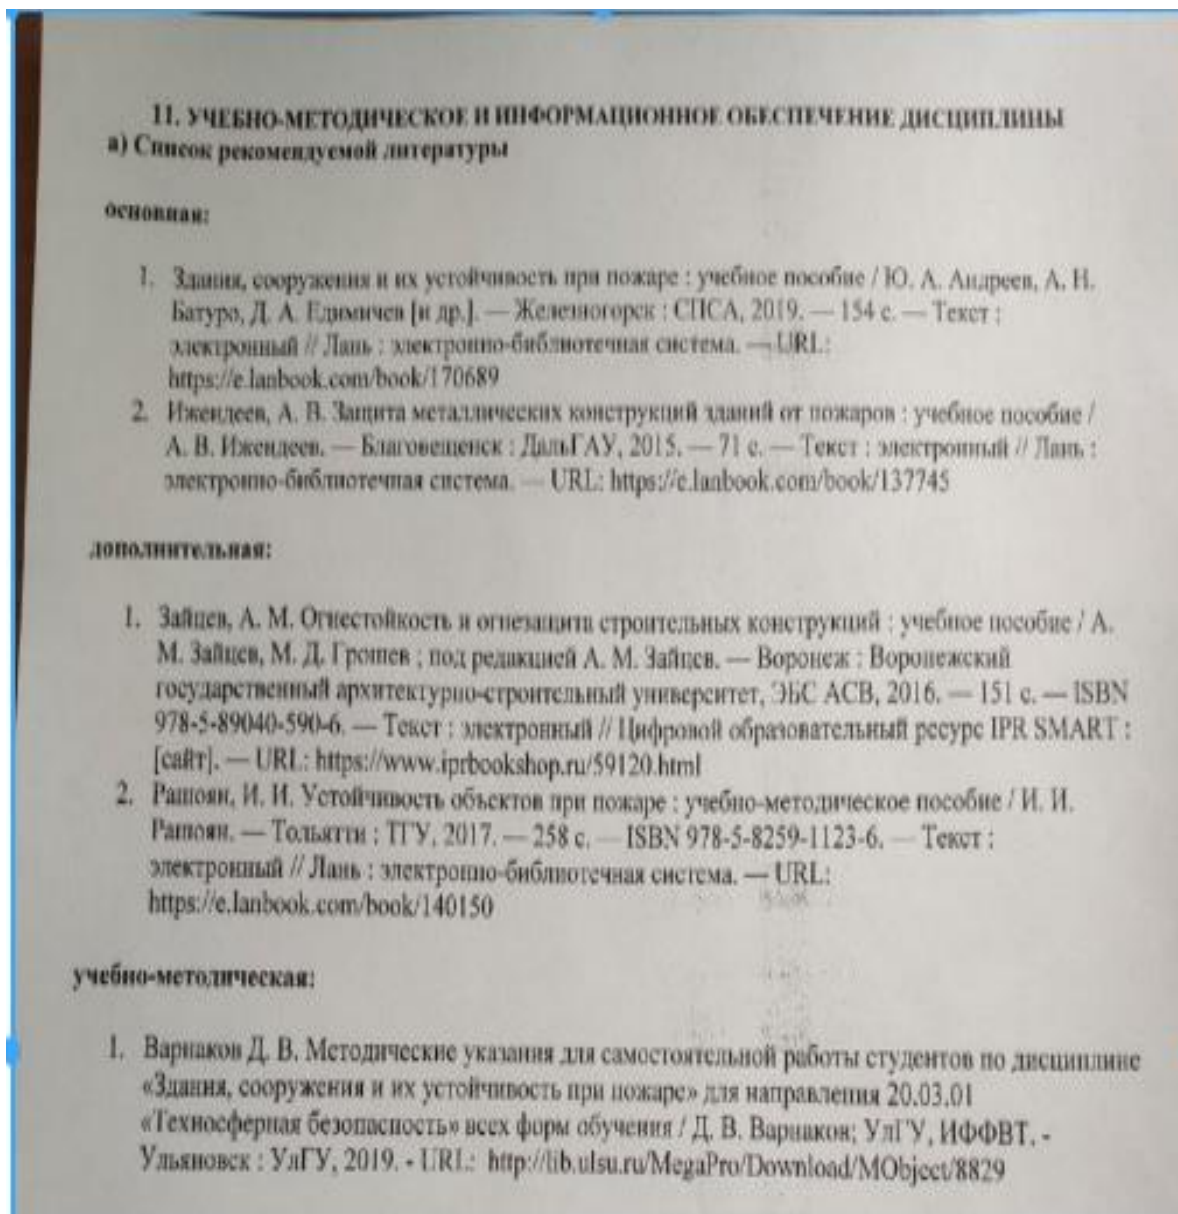 11. УЧЕБНО-МЕТОДИЧЕСКОЕ И ИНФОРМАЦИОННОЕ ОБЕСПЕЧЕНИЕ ДИСЦИПЛИНЫ
а) Список рекомендуемой литературы
основная:
1. Здания, сооружения и их устойчивость при пожаре : учебное пособие / Ю. А. Андреев, А. Н.
Батуро, Д. А. Едимичев [и др.]. — Железногорск : СПСА, 2019. — 154 с. — Текст :
электронный // Лань : электронно-библиотечная система. — URL:
https://e.lanbook.com/book/170689
2. Ижендеев, А. В. Защита металлических конструкций зданий от пожаров : учебное пособие /
А. В. Ижендеев. — Благовещенск : ДальГАУ, 2015. — 71 с. — Текст : электронный // Лань :
электронно-библиотечная система. — URL: https://e.lanbook.com/book/137745
дополнительная:
1. Зайцев, А. М. Огнестойкость и огнезащита строительных конструкций : учебное пособие / А.
М. Зайцев, М. Д. Грошев ; под редакцией А. М. Зайцев. — Воронеж : Воронежский
государственный архитектурно-строительный университет, ЭБС АСВ, 2016. — 151 с. — ISBN
978-5-89040-590-6. — Текст : электронный // Цифровой образовательный ресурс IPR SMART :
[сайт]. — URL: https://www.iprbookshop.ru/59120.html
2. Рашоян, И. И. Устойчивость объектов при пожаре : учебно-методическое пособие / И. И.
Рашоян. — Тольятти : ТГУ, 2017. — 258 с. — ISBN 978-5-8259-1123-6. — Текст :
электронный // Лань : электронно-библиотечная система. — URL:
https://e.lanbook.com/book/140150
учебно-методическая:
1. Варнаков Д. В. Методические указания для самостоятельной работы студентов по дисциплине
«Здания, сооружения и их устойчивость при пожаре» для направления 20.03.01
«Техносферная безопасность» всех форм обучения / Д. В. Варнаков; УлГУ, ИФФВТ. -
Ульяновск : УлГУ, 2019. - URL: http://lib.ulsu.ru/MegaPro/Download/MObject/8829